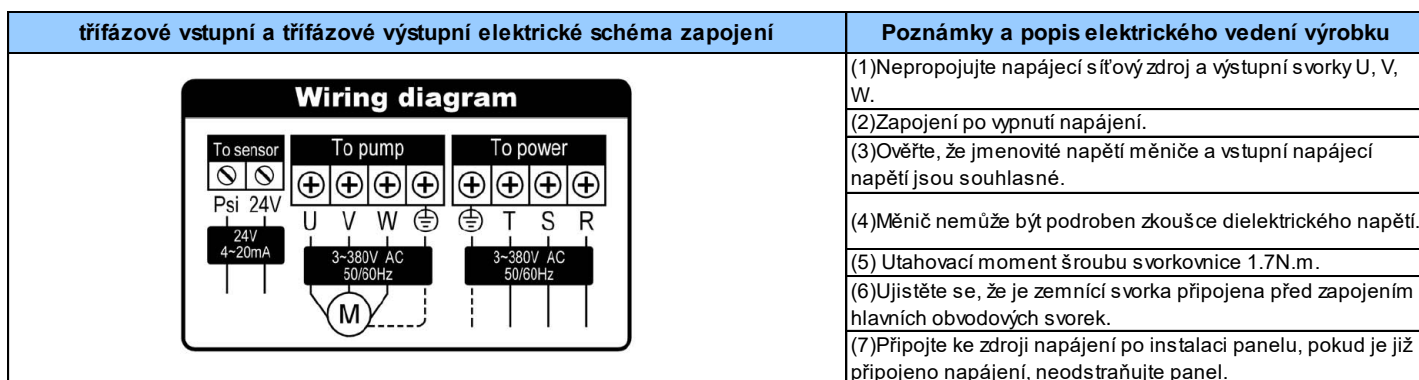 třífázové vstupní a třífázové výstupní elektrické schéma zapojení
Wiring diagram
To sensor
To pump
To power
Psi 24V
U V W
T S R
24V
4~20mA
3~380V AC
50/60Hz
3~380V AC
50/60Hz
M
Poznámky a popis elektrického vedení výrobku
(1)Nepropojujte napájecí síťový zdroj a výstupní svorky U, V,
W.
(2)Zapojení po vypnutí napájení.
(3)Ověřte, že jmenovité napětí měniče a vstupní napájecí
napětí jsou souhlasné.
(4)Měnič nemůže být podroben zkoušce dielektrického napětí.
(5) Utahovací moment šroubu svorkovnice 1.7N.m.
(6)Ujistěte se, že je zemnící svorka připojena před zapojením
hlavních obvodových svorek.
(7)Připojte ke zdroji napájení po instalaci panelu, pokud je již
připojeno napájení, neodstraňujte panel.